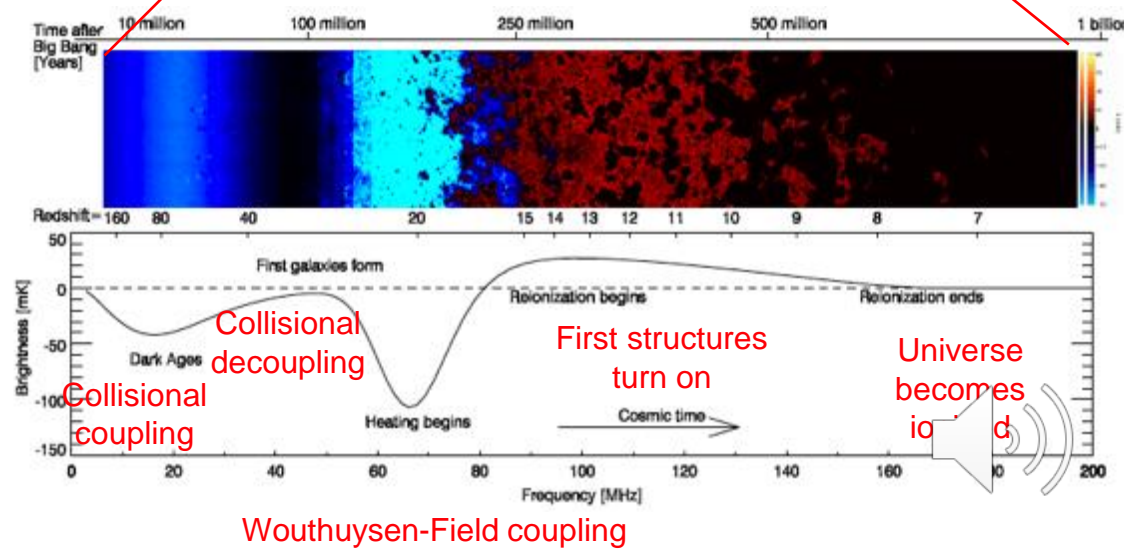 Time after
Big Bang
[Years]
10 million 100 million 250 million 500 million 1 billion
Redshift= 160 80 40 20 15 14 13 12 11 10 9 8 7
Brightness [mK]
50
0
-50
-100
-150
First galaxies form
Reionization begins Reionization ends
Dark Ages
Collisional
decoupling
First structures
turn on
Universe
becomes
Collisional
coupling
Heating begins
Cosmic time
0 20 40 60 80 100 120 140 160 200
Frequency [MHz]
Wouthuysen-Field coupling